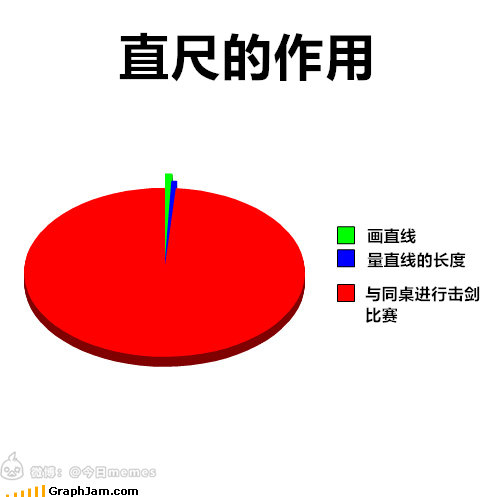 直尺的作用
画直线
量直线的长度
与同桌进行击剑
比赛
微博：@今日memes
GraphJam.com